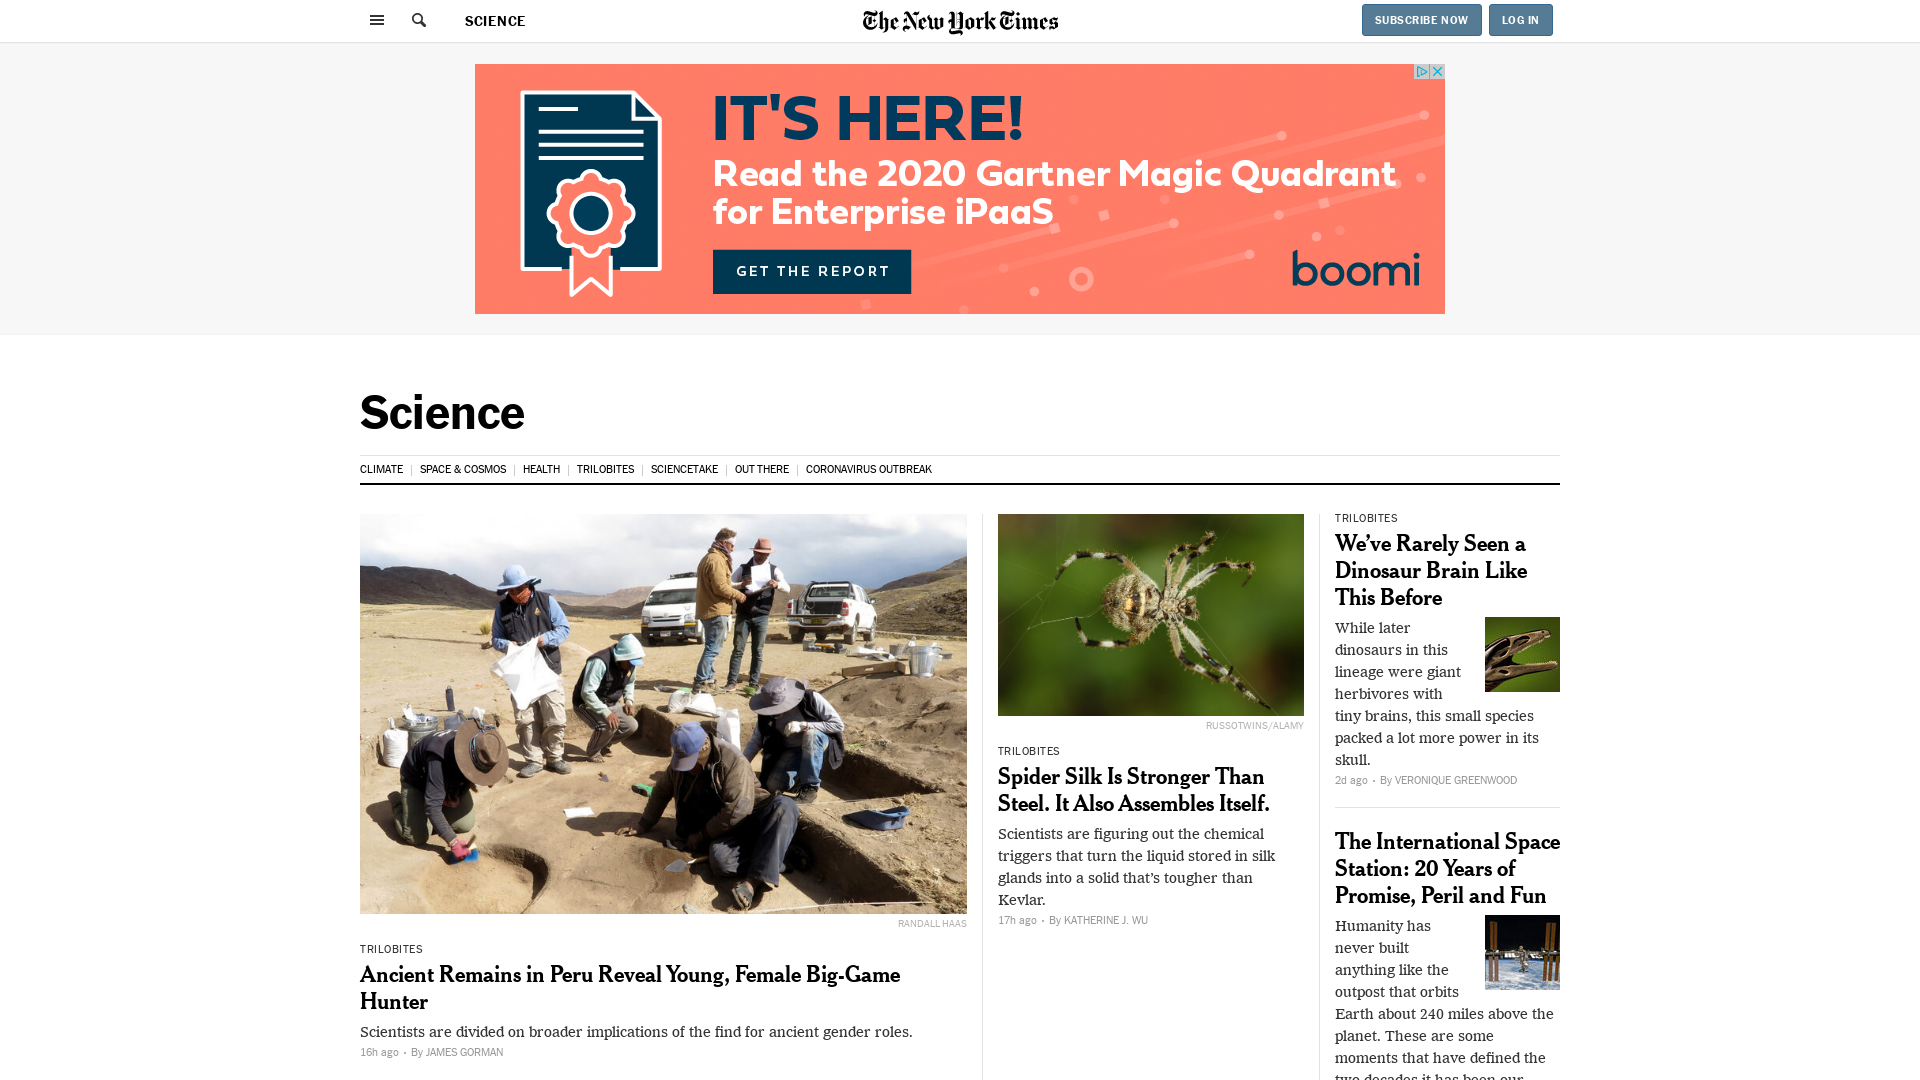 SCIENCE
The New York Times
SUBSCRIBE NOW
LOG IN
IT'S HERE!
Read the 2020 Gartner Magic Quadrant
for Enterprise iPaaS
GET THE REPORT
boomi
Science
CLIMATE
SPACE & COSMOS
HEALTH
TRILOBITES
SCIENCETAKE
OUT THERE
CORONAVIRUS OUTBREAK
RANDALL HAAS
TRILOBITES
Ancient Remains in Peru Reveal Young, Female Big-Game
Hunter
Scientists are divided on broader implications of the find for ancient gender roles.
16h ago • By JAMES GORMAN
RUSSOTWINS/ALAMY
TRILOBITES
Spider Silk Is Stronger Than
Steel. It Also Assembles Itself.
Scientists are figuring out the chemical
triggers that turn the liquid stored in silk
glands into a solid that’s tougher than
Kevlar.
17h ago • By KATHERINE J. WU
TRILOBITES
We’ve Rarely Seen a
Dinosaur Brain Like
This Before
While later
dinosaurs in this
lineage were giant
herbivores with
tiny brains, this small species
packed a lot more power in its
skull.
2d ago • By VERONIQUE GREENWOOD
The International Space
Station: 20 Years of
Promise, Peril and Fun
Humanity has
never built
anything like the
outpost that orbits
Earth about 240 miles above the
planet. These are some
moments that have defined the
two decades it has been our